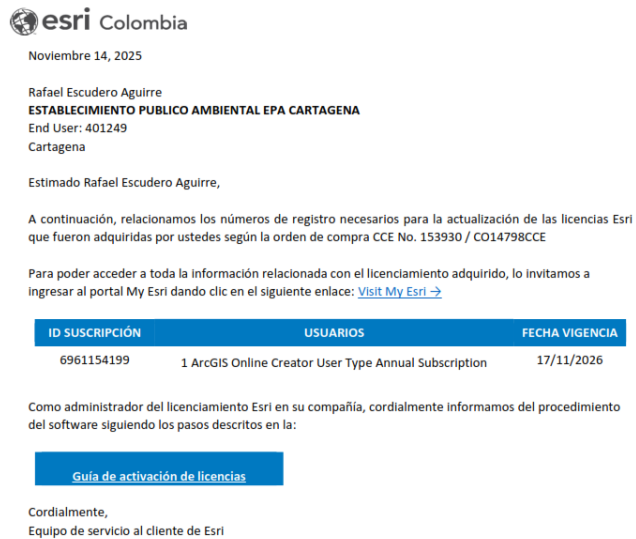 esri Colombia
Noviembre 14, 2025
Rafael Escudero Aguirre
ESTABLECIMIENTO PUBLICO AMBIENTAL EPA CARTAGENA
End User: 401249
Cartagena
Estimado Rafael Escudero Aguirre,
A continuación, relacionamos los números de registro necesarios para la actualización de las licencias Esri
que fueron adquiridas por ustedes según la orden de compra CCE No. 153930 / CO14798CCE
Para poder acceder a toda la información relacionada con el licenciamiento adquirido, lo invitamos a
ingresar al portal My Esri dando clic en el siguiente enlace: Visit My Esri →
ID SUSCRIPCIÓN USUARIOS FECHA VIGENCIA
6961154199 1 ArcGIS Online Creator User Type Annual Subscription 17/11/2026
Como administrador del licenciamiento Esri en su compañía, cordialmente informamos del procedimiento
del software siguiendo los pasos descritos en la:
Guía de activación de licencias
Cordialmente,
Equipo de servicio al cliente de Esri